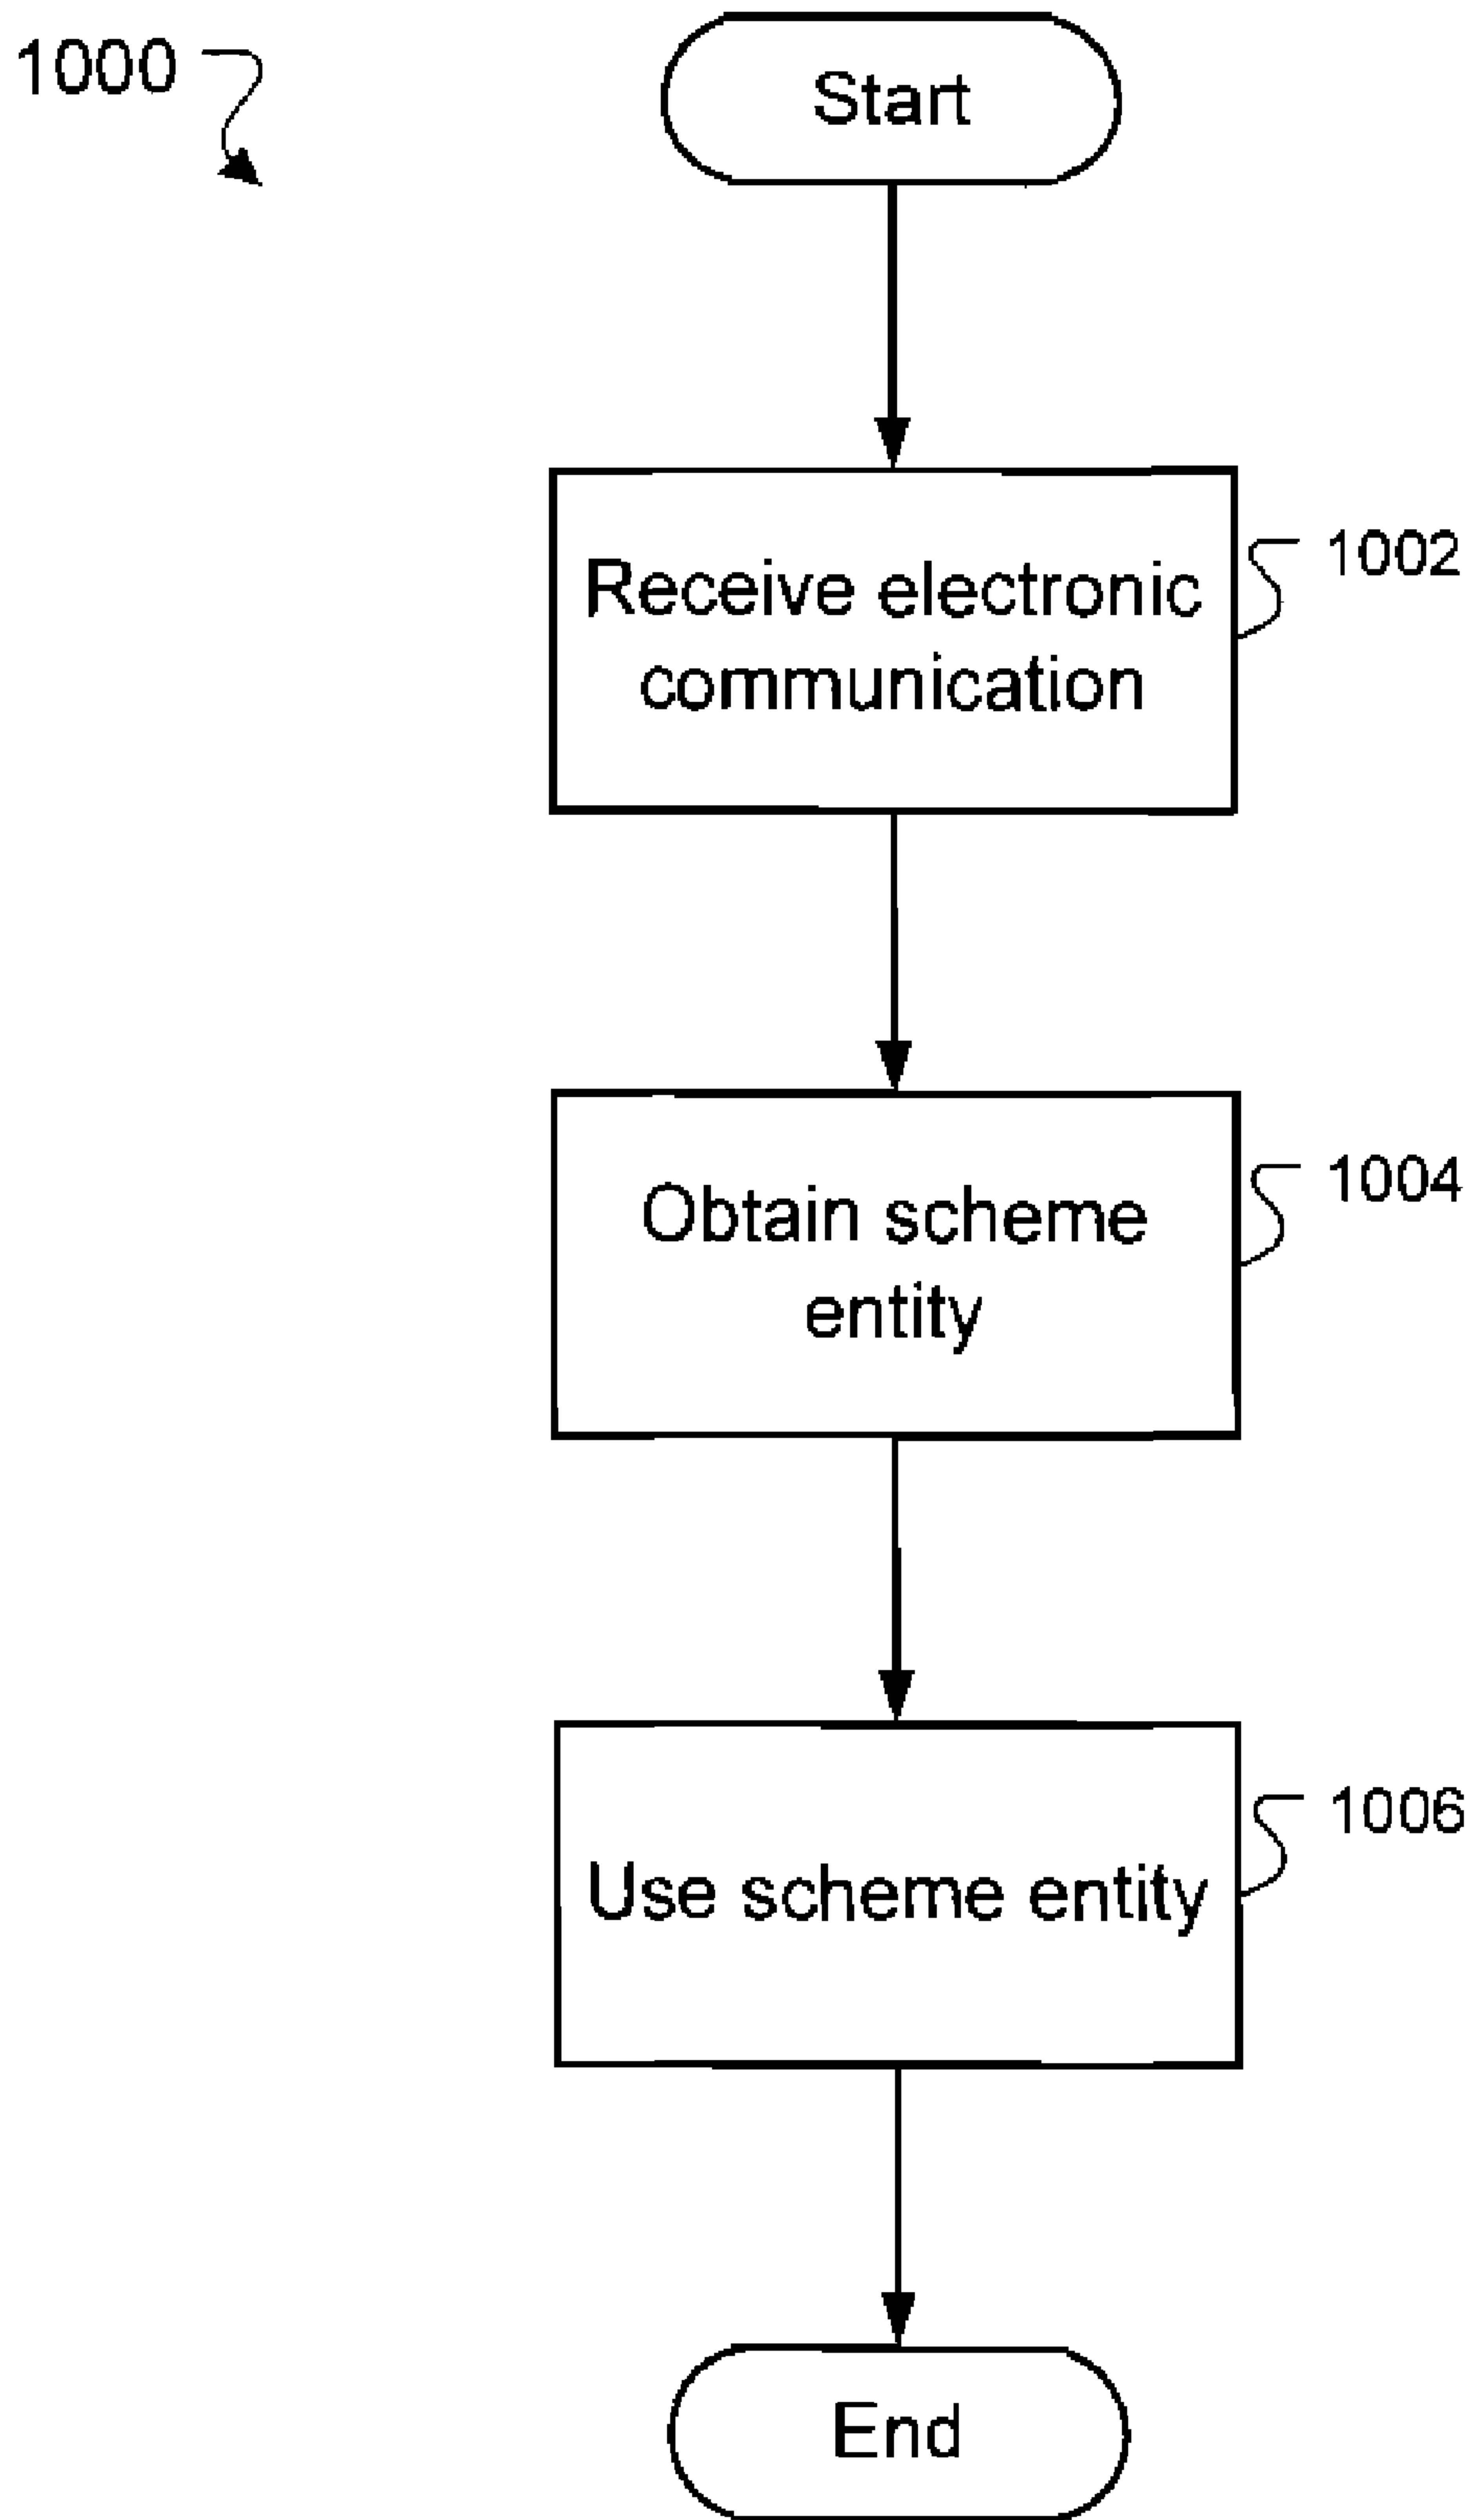 1000
Start
Receive electronic
communication
1002
Obtain scheme
entity
1004
Use scheme entity
1006
End